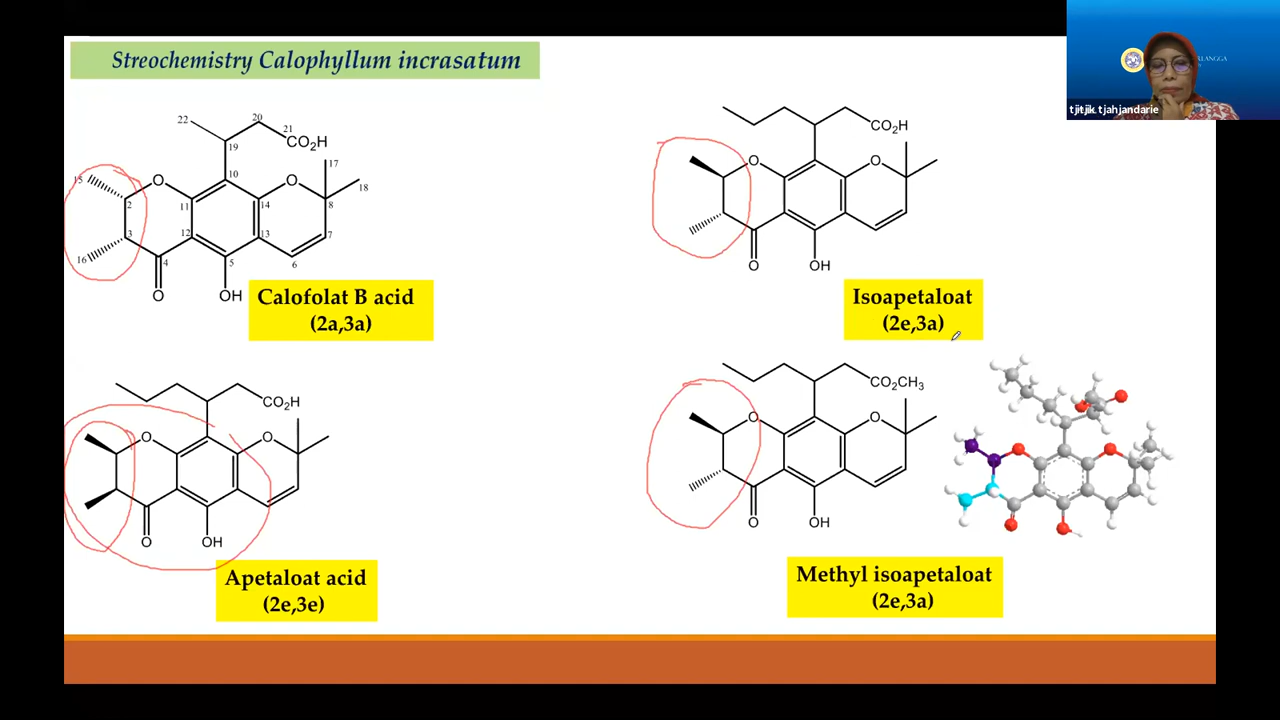 Streochemistry Calophyllum incrasatum
22
20
21
CO₂H
19
17
15
O
10
O
18
2
11
14
8
3
12
13
7
16
4
5
6
O
OH
Calofolat B acid
(2a,3a)
CO₂H
O
O
O
OH
Isoapetaloat
(2e,3a)
CO₂H
O
O
O
OH
Apetaloat acid
(2e,3e)
CO₂CH₃
O
O
O
OH
Methyl isoapetaloat
(2e,3a)
tjitjik.tjahjandarie